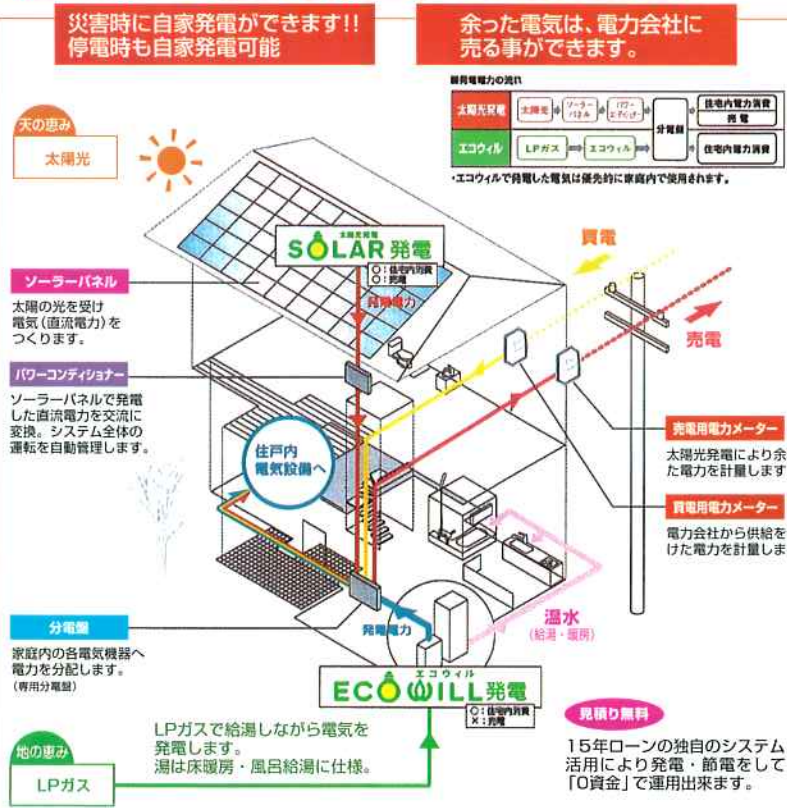 災害時に自家発電ができます!!
停電時も自家発電可能
余った電気は、電力会社に
売る事ができます。
太陽光発電
太陽光
ソーラー
パネル
パワー
分電盤
住宅内電力消費
売電
エコウィル
LPガス
エコウィル
住宅内電力消費
・エコウィルで発電した電気は優先的に家庭内で使用されます。
天の恵み
太陽光
太陽光発電
SOLAR発電
○:住宅内消費
○:売電
発電電力
買電
売電
ソーラーパネル
太陽の光を受け
電気(直流電力)を
つくります。
パワーコンディショナー
ソーラーパネルで発電
した直流電力を交流に
変換。システム全体の
運転を自動管理します。
住戸内
電気設備へ
売電用電力メーター
太陽光発電により余
た電力を計量します
買電用電力メーター
電力会社から供給を
けた電力を計量しま
分電盤
家庭内の各電気機器へ
電力を分配します。
(専用分電盤)
発電電力
温水
(給湯・暖房)
エコウィル
ECOWILL発電
○:住宅内消費
×:売電
地の恵み
LPガス
LPガスで給湯しながら電気を
発電します。
湯は床暖房・風呂給湯に仕様。
見積り無料
15年ローンの独自のシステム
活用により発電・節電をして
「0資金」で運用出来ます。